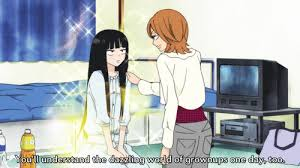 You'll understand the dazzling world of grownups one day, too.